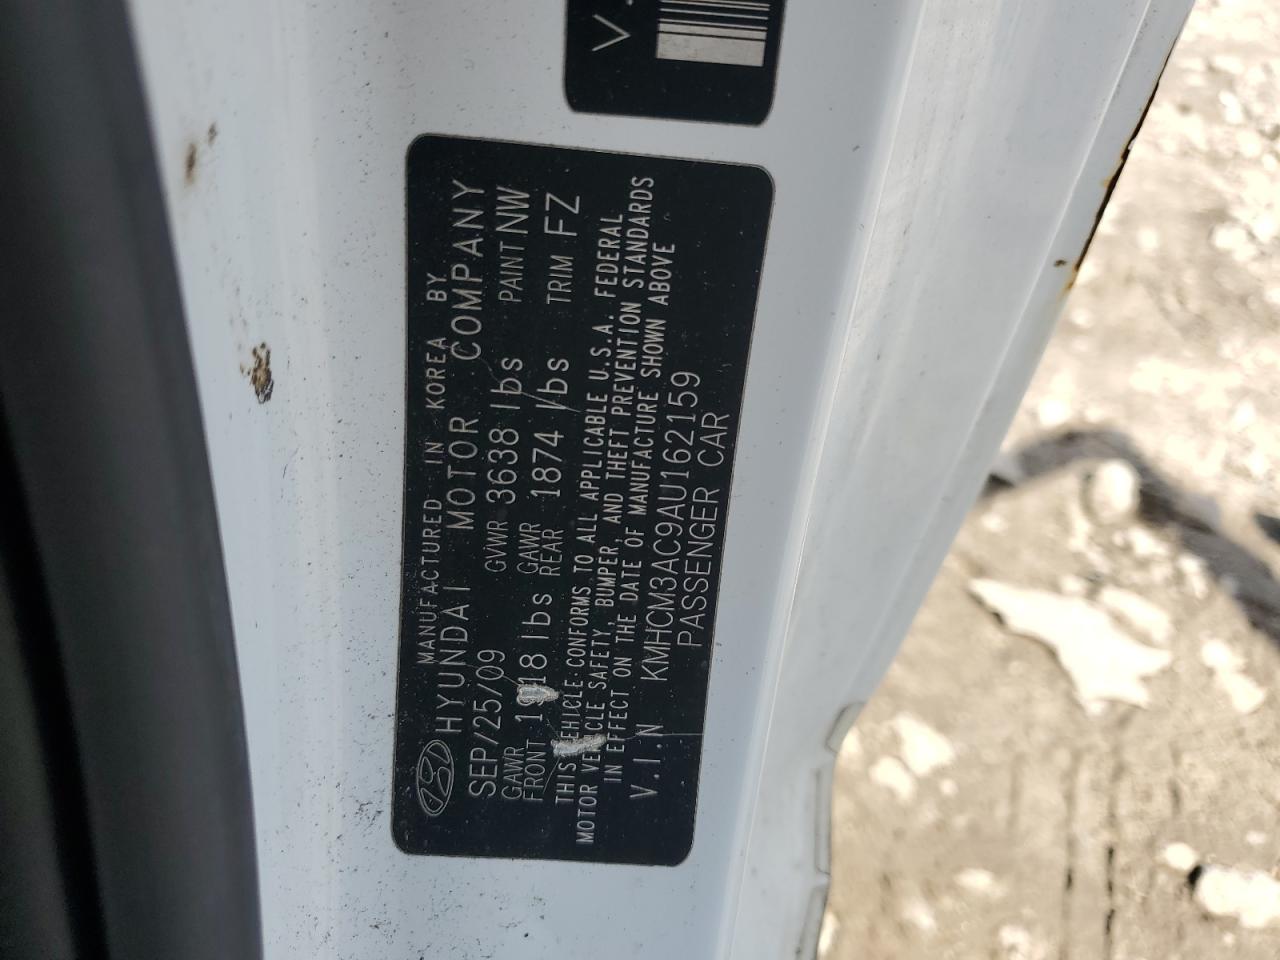 MANUFACTURED IN KOREA BY
HYUNDAI MOTOR COMPANY
SEP/25/09 GVWR 3638 lbs PAINT NW
GAWR FRONT lbs GAWR REAR 1874 lbs TRIM FZ
THIS VEHICLE CONFORMS TO ALL APPLICABLE U.S.A. FEDERAL
MOTOR VEHICLE SAFETY, BUMPER, AND THEFT PREVENTION STANDARDS
IN EFFECT ON THE DATE OF MANUFACTURE SHOWN ABOVE
V.I.N KMHCM3AC9AU162159
PASSENGER CAR